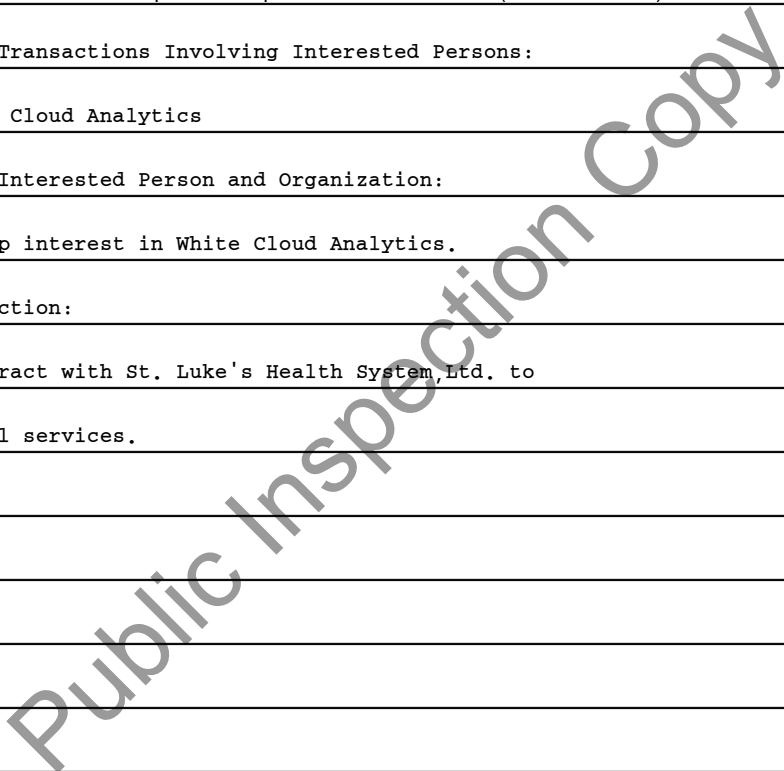 Transactions Involving Interested Persons:
Cloud Analytics
Interested Person and Organization:
p interest in White Cloud Analytics.
ction:
ract with St. Luke's Health System,Ltd. to
l services.
Public Inspection Copy